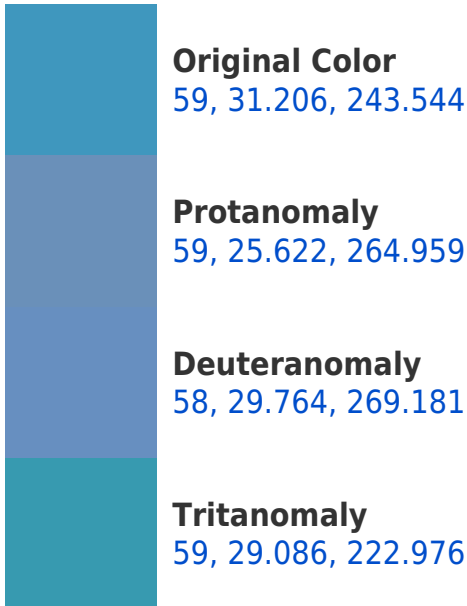 Original Color
59, 31.206, 243.544
Protanomaly
59, 25.622, 264.959
Deuteranomaly
58, 29.764, 269.181
Tritanomaly
59, 29.086, 222.976